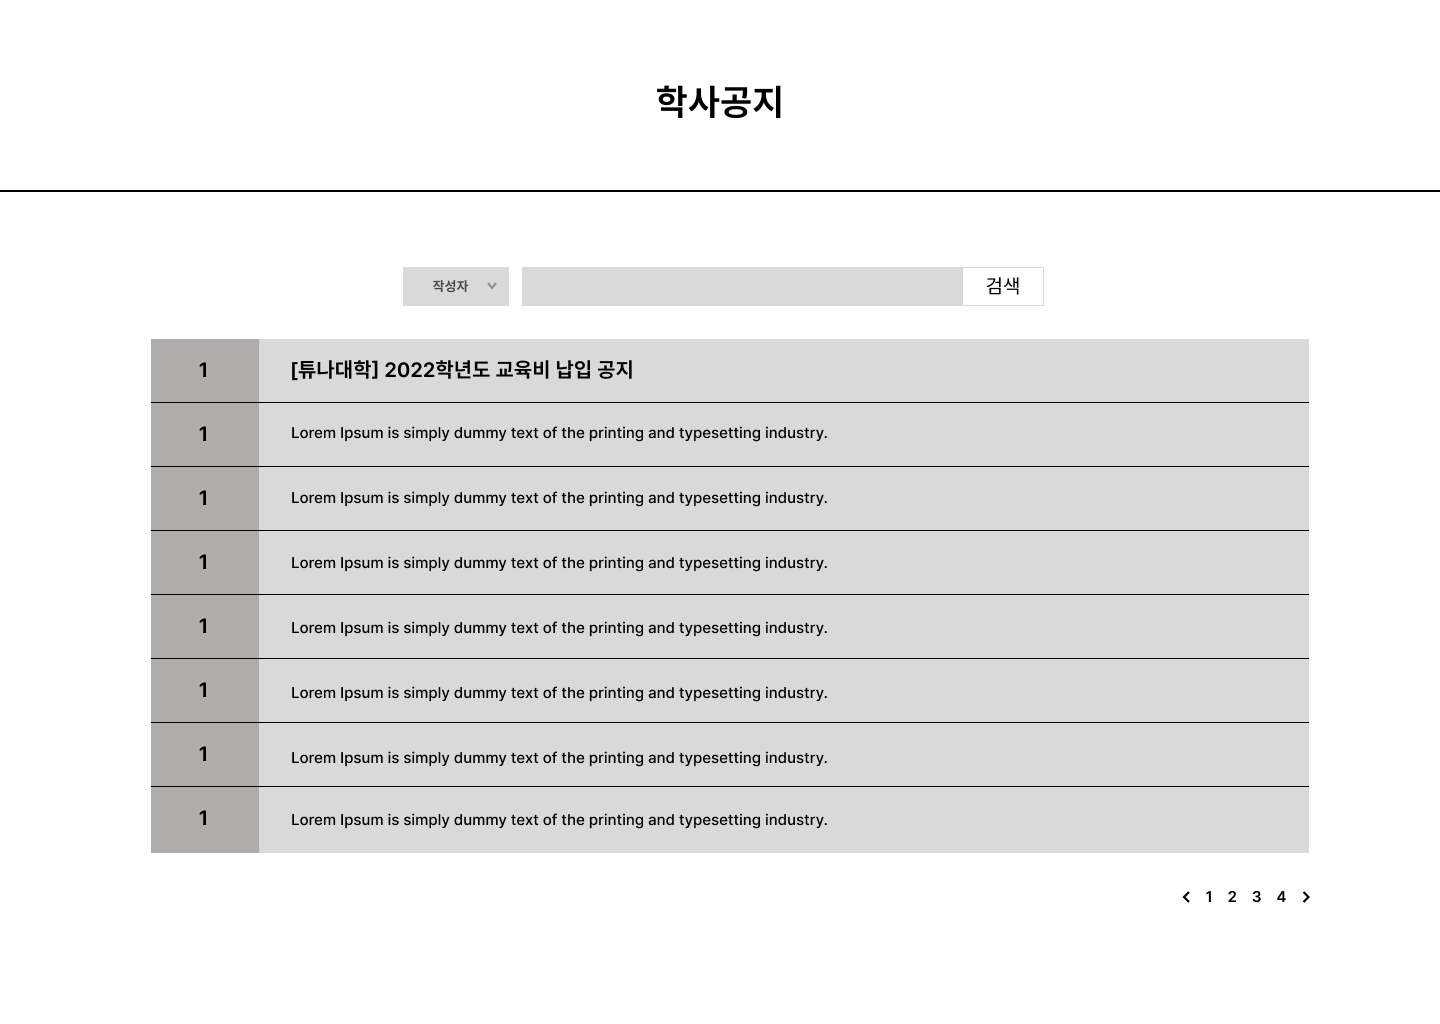 학사공지
작성자 검색
1 [튜나대학] 2022학년도 교육비 납입 공지
1 Lorem Ipsum is simply dummy text of the printing and typesetting industry.
1 Lorem Ipsum is simply dummy text of the printing and typesetting industry.
1 Lorem Ipsum is simply dummy text of the printing and typesetting industry.
1 Lorem Ipsum is simply dummy text of the printing and typesetting industry.
1 Lorem Ipsum is simply dummy text of the printing and typesetting industry.
1 Lorem Ipsum is simply dummy text of the printing and typesetting industry.
1 Lorem Ipsum is simply dummy text of the printing and typesetting industry.
1 2 3 4